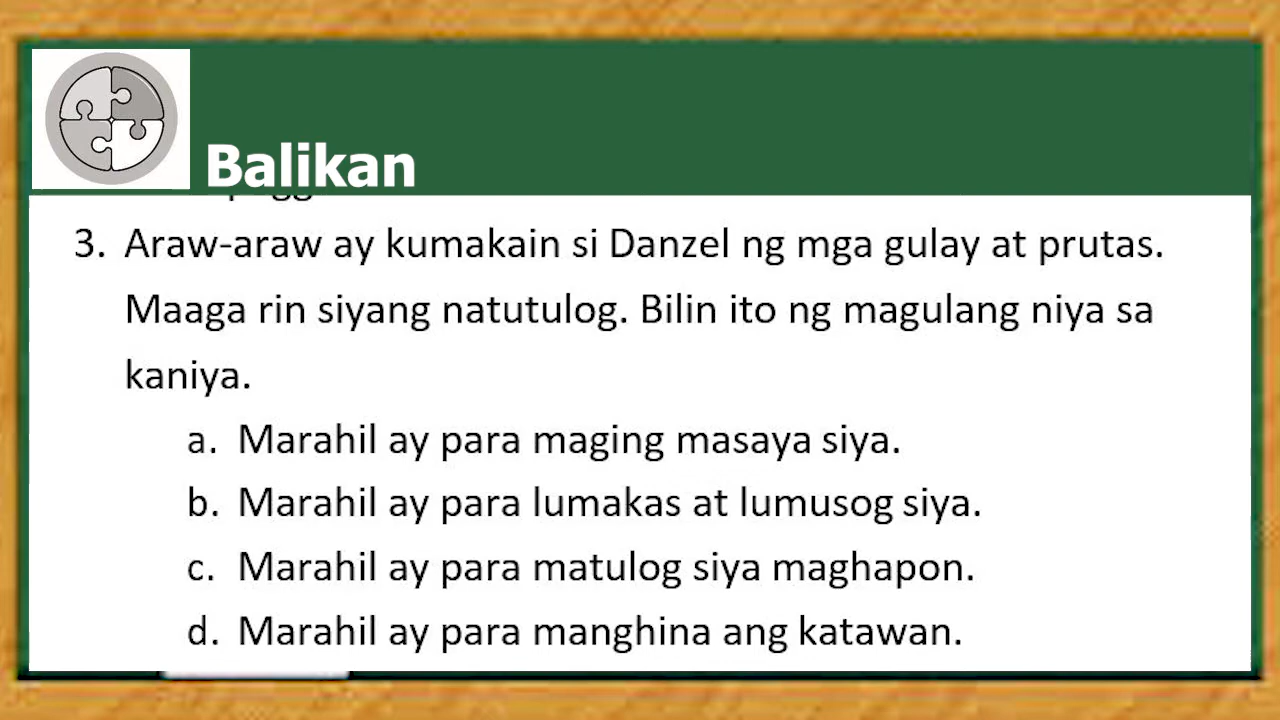 Balikan
3. Araw-araw ay kumakain si Danzel ng mga gulay at prutas.
Maaga rin siyang natutulog. Bilin ito ng magulang niya sa
kaniya.
a. Marahil ay para maging masaya siya.
b. Marahil ay para lumakas at lumusog siya.
c. Marahil ay para matulog siya maghapon.
d. Marahil ay para manghina ang katawan.